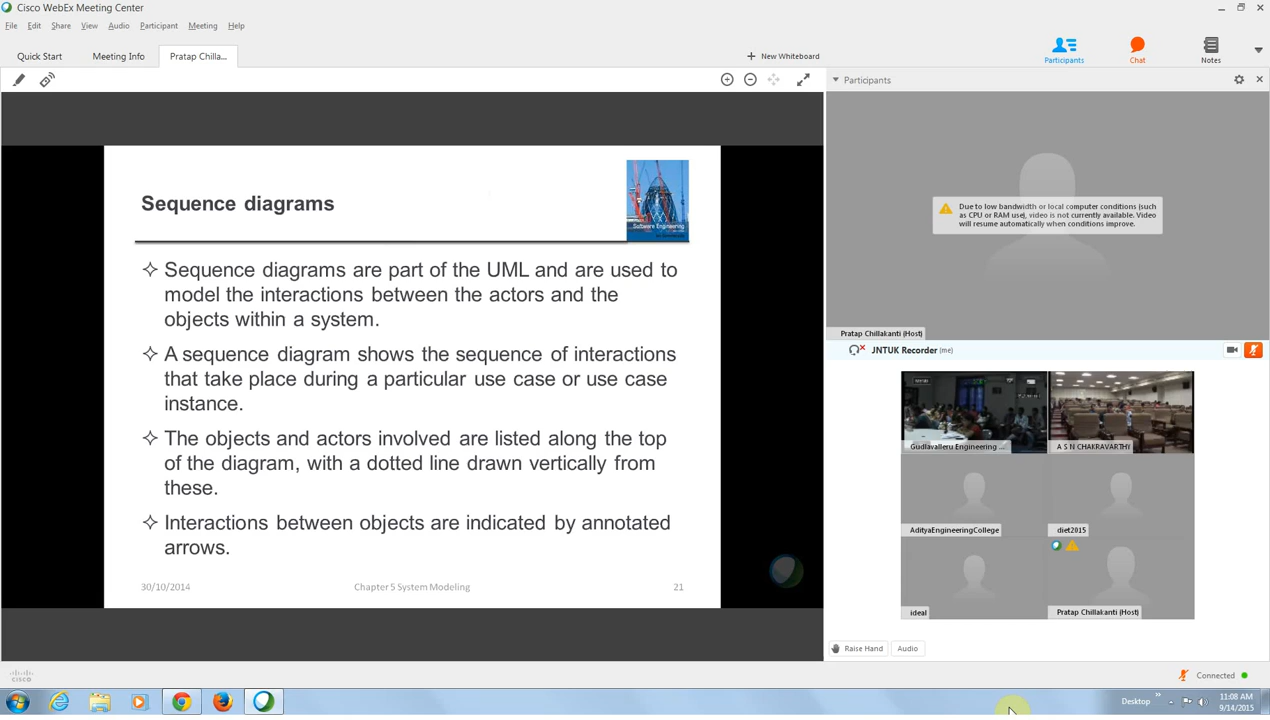 Cisco WebEx Meeting Center
File Edit Share View Audio Participant Meeting Help
Quick Start Meeting Info Pratap Chilla... New Whiteboard
Participants Chat Notes
Participants
Sequence diagrams
Software Engineering
Sequence diagrams are part of the UML and are used to
model the interactions between the actors and the
objects within a system.
A sequence diagram shows the sequence of interactions
that take place during a particular use case or use case
instance.
The objects and actors involved are listed along the top
of the diagram, with a dotted line drawn vertically from
these.
Interactions between objects are indicated by annotated
arrows.
30/10/2014 Chapter 5 System Modeling 21
Due to low bandwidth or local computer conditions (such
as CPU or RAM use), video is not currently available. Video
will resume automatically when conditions improve.
Pratap Chillakanti (Host)
JNTUK Recorder (me)
Gudlavalleru Engineering ... A S N CHAKRAVARTHY
AdityaEngineeringCollege diet2015
ideal Pratap Chillakanti (Host)
Raise Hand Audio
CISCO Connected
Desktop 11:08 AM
9/14/2015